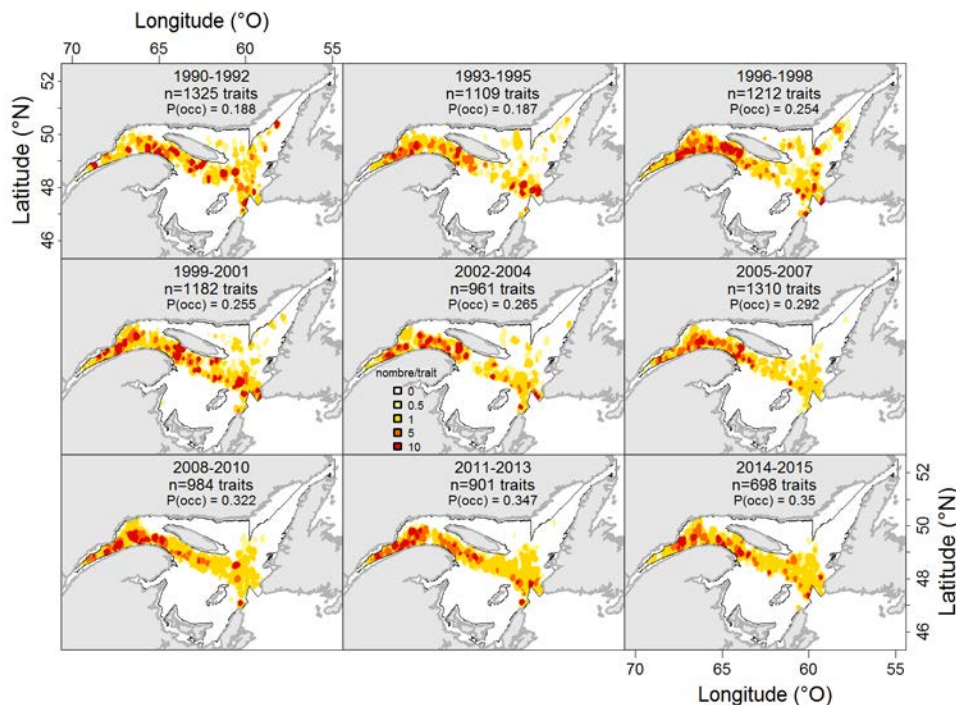 Longitude (°O)
70 65 60 55
Latitude (°N)
52
50
48
46
1990-1992
n=1325 traits
P(occ) = 0.188
1993-1995
n=1109 traits
P(occ) = 0.187
1996-1998
n=1212 traits
P(occ) = 0.254
1999-2001
n=1182 traits
P(occ) = 0.255
2002-2004
n=961 traits
P(occ) = 0.265
nombre/trait
0
0.5
1
5
10
2005-2007
n=1310 traits
P(occ) = 0.292
2008-2010
n=984 traits
P(occ) = 0.322
2011-2013
n=901 traits
P(occ) = 0.347
2014-2015
n=698 traits
P(occ) = 0.35
52
50
48
46
Latitude (°N)
70 65 60 55
Longitude (°O)